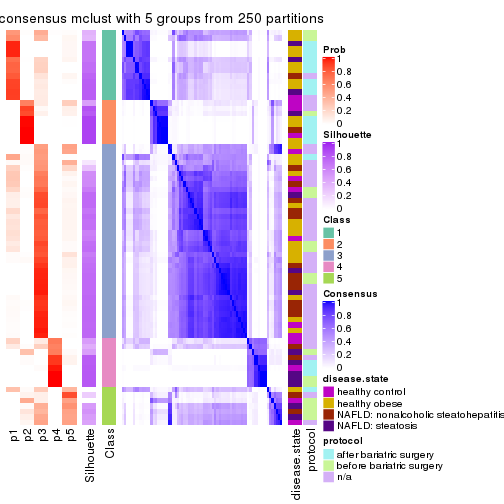 consensus mclust with 5 groups from 250 partitions
Prob
1
0.8
0.6
0.4
0.2
0
Silhouette
1
0.8
0.6
0.4
0.2
0
Class
1
2
3
4
5
Consensus
1
0.8
0.6
0.4
0.2
0
disease.state
healthy control
healthy obese
NAFLD: nonalcoholic steatohepatitis
NAFLD: steatosis
protocol
after bariatric surgery
before bariatric surgery
n/a
p1
p2
p3
p4
p5
Silhouette
Class
disease.state
protocol